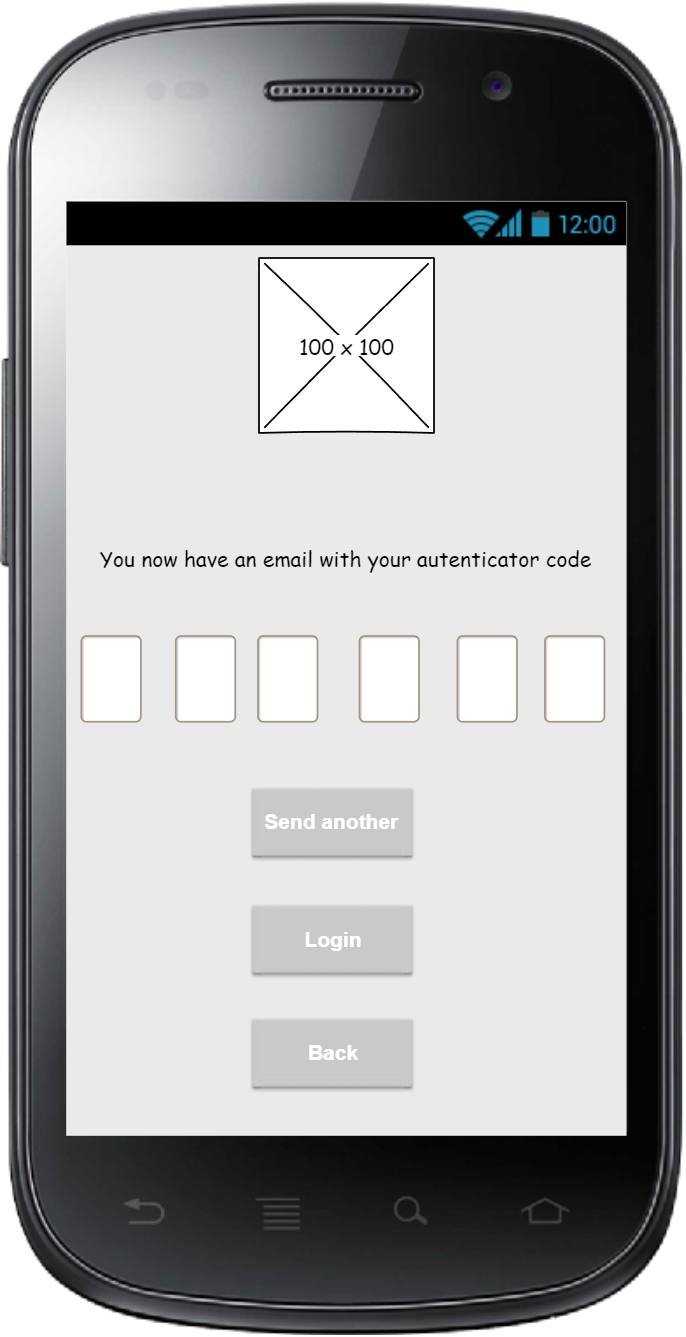 12:00
100 x 100
You now have an email with your autenticator code
Send another
Login
Back